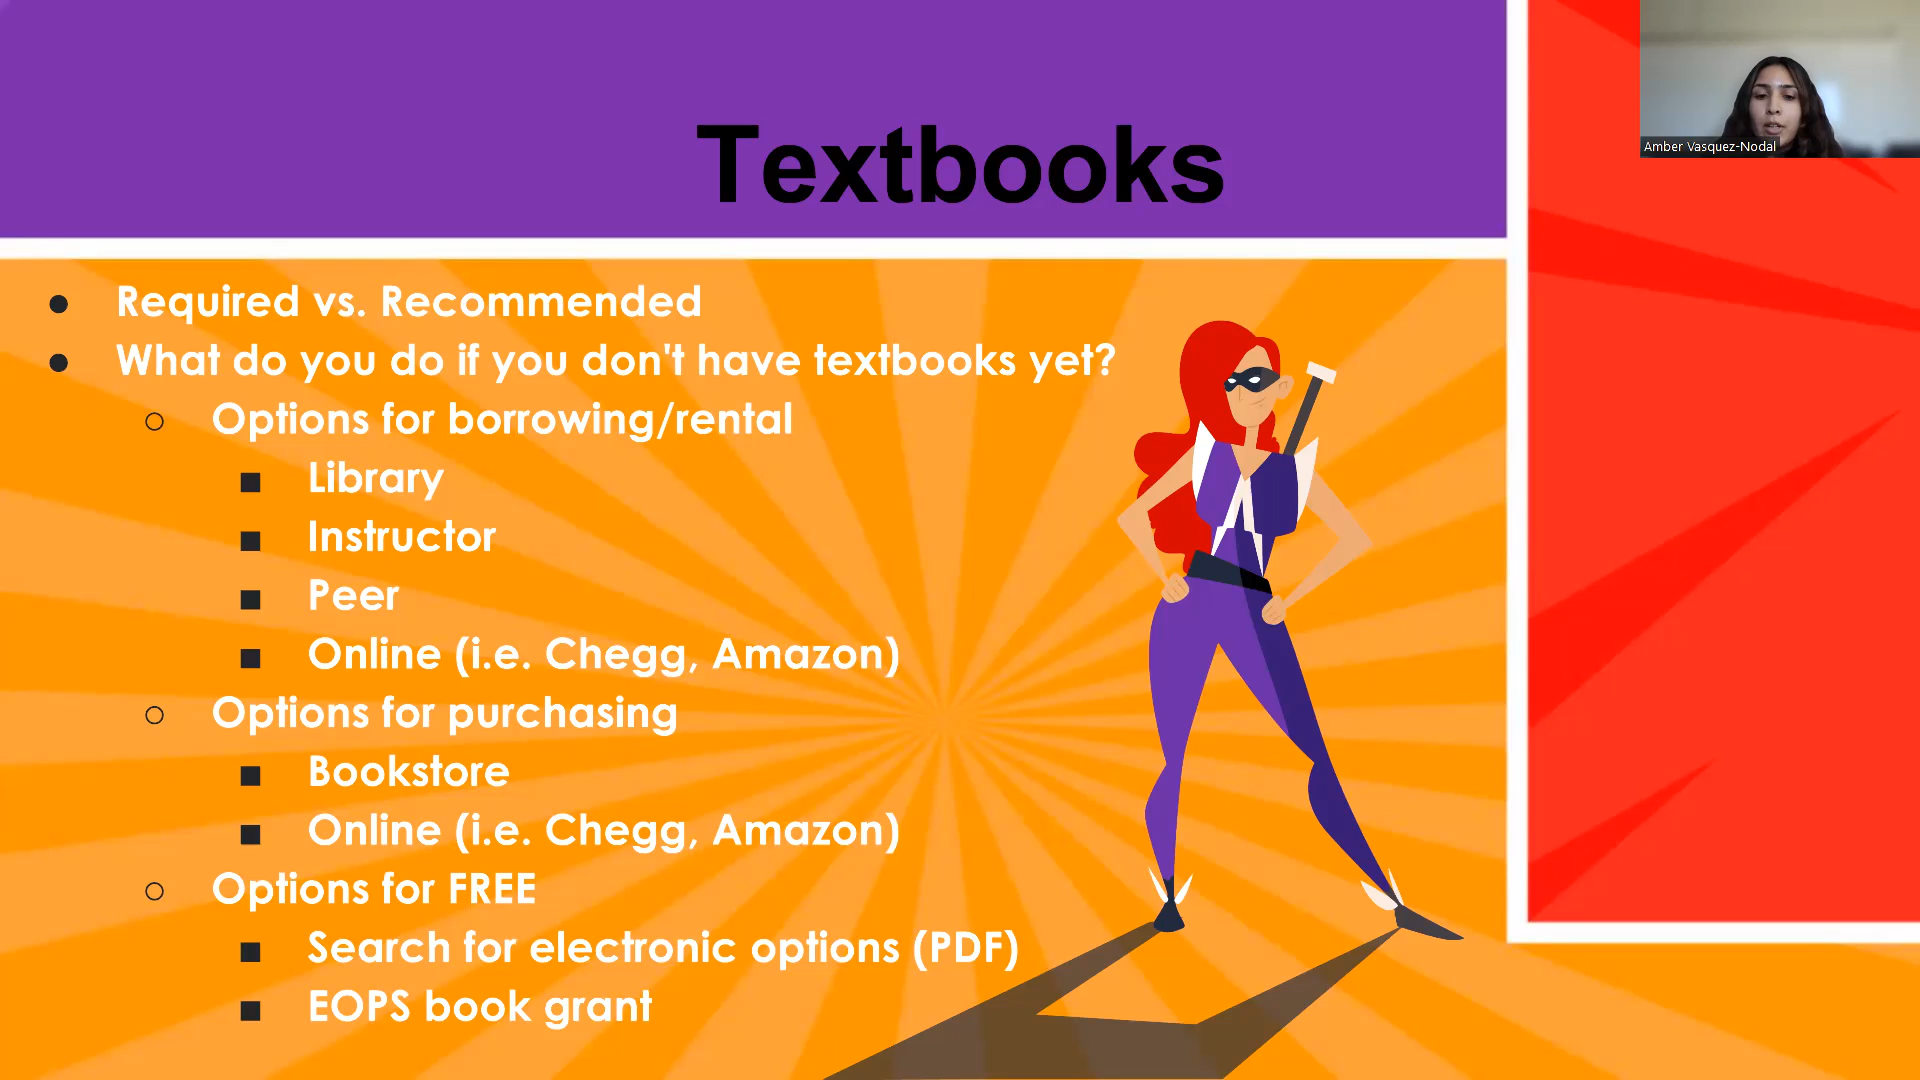 Textbooks
Amber Vasquez-Nodal
● Required vs. Recommended
● What do you do if you don't have textbooks yet?
○ Options for borrowing/rental
■ Library
■ Instructor
■ Peer
■ Online (i.e. Chegg, Amazon)
○ Options for purchasing
■ Bookstore
■ Online (i.e. Chegg, Amazon)
○ Options for FREE
■ Search for electronic options (PDF)
■ EOPS book grant